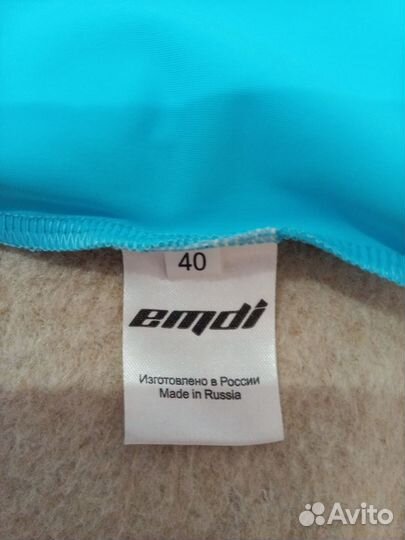 40
emdi
Изготовлено в России
Made in Russia
Avito